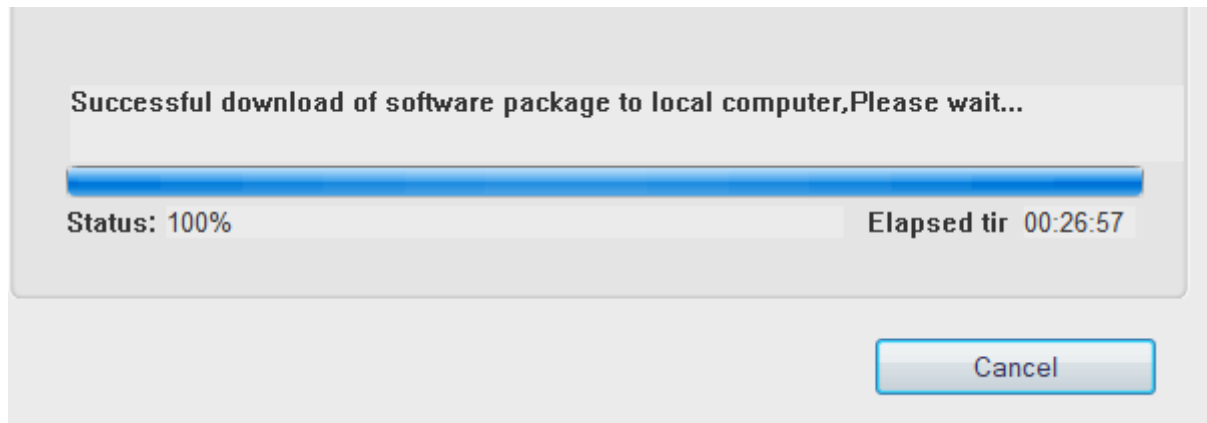 Successful download of software package to local computer,Please wait...
Status: 100% Elapsed tir 00:26:57
Cancel